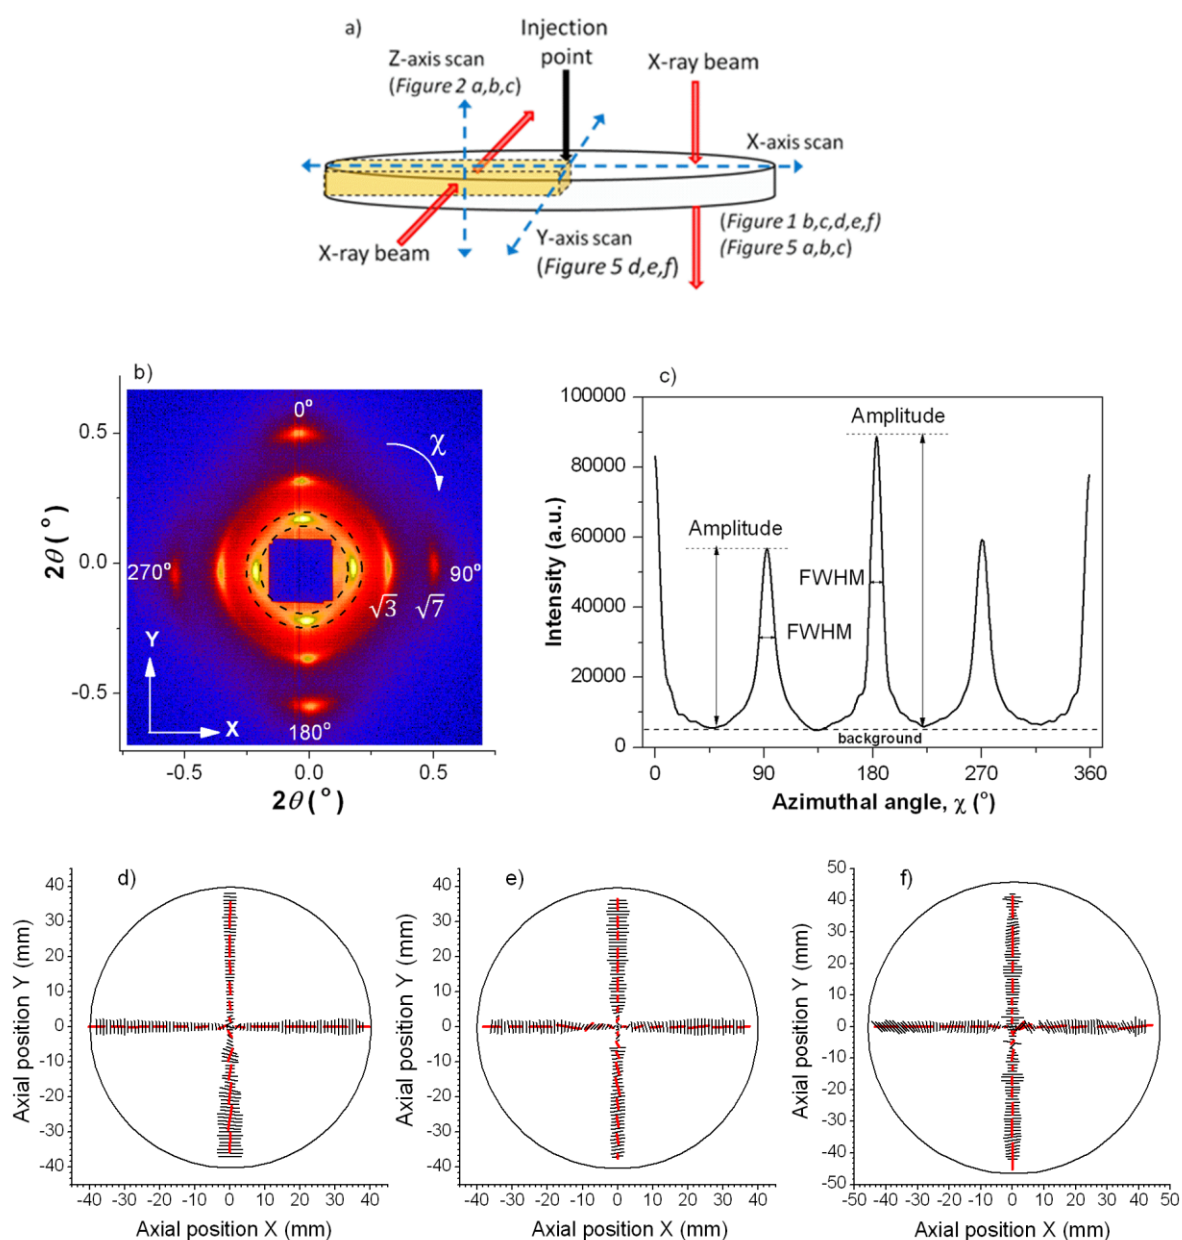 a)
Injection
point
Z-axis scan
(Figure 2 a,b,c)
X-ray beam
X-axis scan
X-ray beam
Y-axis scan
(Figure 5 d,e,f)
(Figure 1 b,c,d,e,f)
(Figure 5 a,b,c)
b)
0°
χ
270°
90°
√3
√7
Y
X
180°
0.5
0.0
-0.5
2θ (°)
-0.5
0.0
0.5
2θ (°)
c)
Amplitude
Amplitude
FWHM
FWHM
background
100000
80000
60000
40000
20000
0
Intensity (a.u.)
0
90
180
270
360
Azimuthal angle, χ (°)
d)
40
30
20
10
0
-10
-20
-30
-40
Axial position Y (mm)
-40 -30 -20 -10 0 10 20 30 40
Axial position X (mm)
e)
40
30
20
10
0
-10
-20
-30
-40
Axial position Y (mm)
-40 -30 -20 -10 0 10 20 30 40
Axial position X (mm)
f)
50
40
30
20
10
0
-10
-20
-30
-40
-50
Axial position Y (mm)
-50 -40 -30 -20 -10 0 10 20 30 40 50
Axial position X (mm)